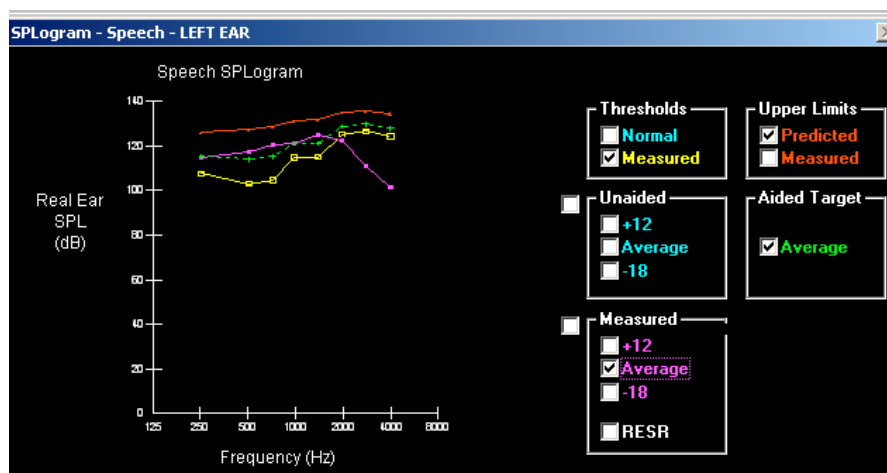 SPLogram - Speech - LEFT EAR
Speech SPLogram
140
120
100
80
60
40
20
0
Real Ear
SPL
(dB)
125 250 500 1000 2000 4000 8000
Frequency (Hz)
Thresholds
Normal
Measured
Upper Limits
Predicted
Measured
Unaided
+12
Average
-18
Aided Target
Average
Measured
+12
Average
-18
RESR